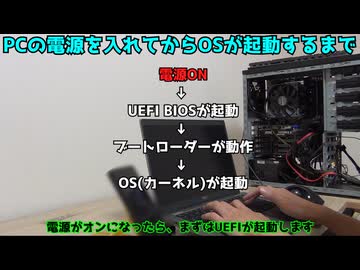 PCの電源を入れてからOSが起動するまで
電源ON
↓
UEFI BIOSが起動
↓
ブートローダーが動作
↓
OS(カーネル)が起動
電源がオンになったら、まずはUEFIが起動します